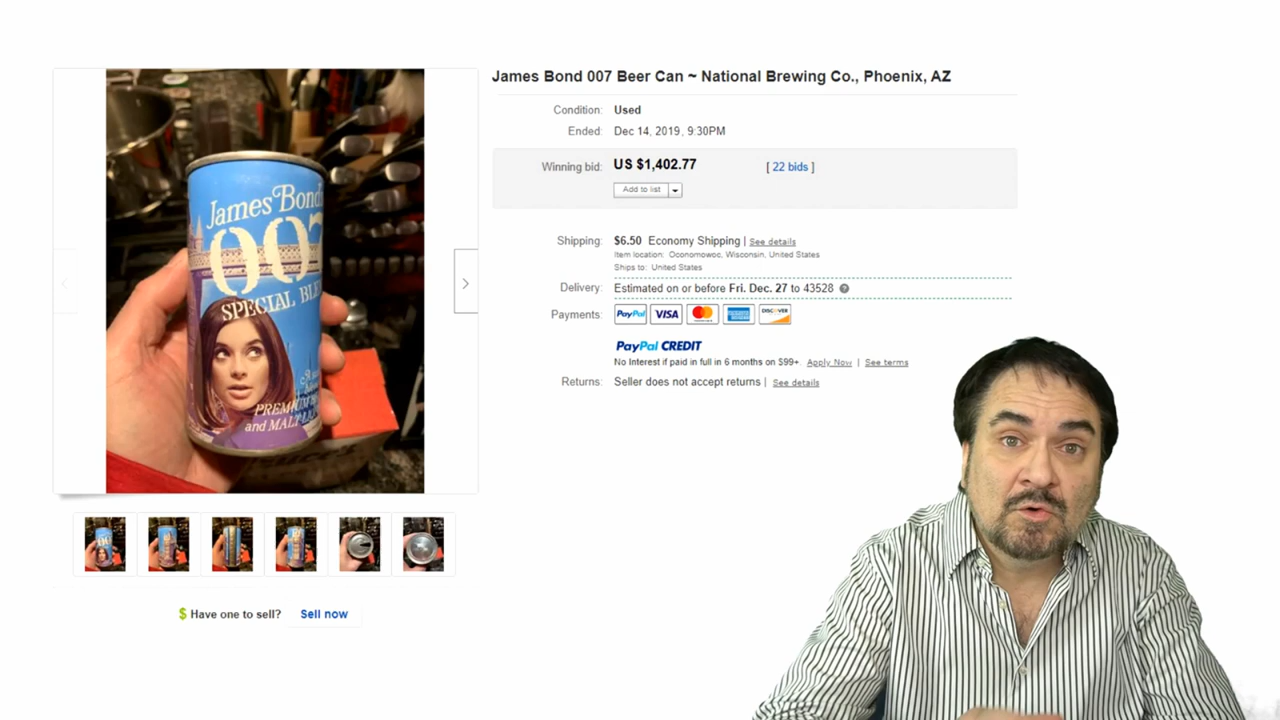 James Bond 007 Beer Can ~ National Brewing Co., Phoenix, AZ
Condition: Used
Ended: Dec 14, 2019, 9:30PM
Winning bid: US $1,402.77 [ 22 bids ]
Add to list
Shipping: $6.50 Economy Shipping | See details
Item location: Oconomowoc, Wisconsin, United States
Ships to: United States
Delivery: Estimated on or before Fri. Dec. 27 to 43528
Payments: PayPal VISA MasterCard AMERICAN EXPRESS DISCOVER
PayPal CREDIT
No Interest if paid in full in 6 months on $99+. Apply Now | See terms
Returns: Seller does not accept returns | See details
James Bond
007
SPECIAL BLE
PREMIUM
and MALT
$ Have one to sell? Sell now